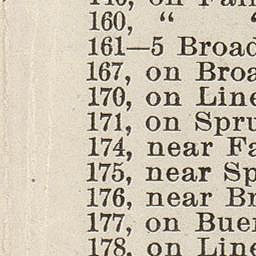 160, "
161—5 Broad
167, on Broa
170, on Line
171, on Spru
174, near Fa
175, near Sp
176, near Br
177, on Buer
178, on Line